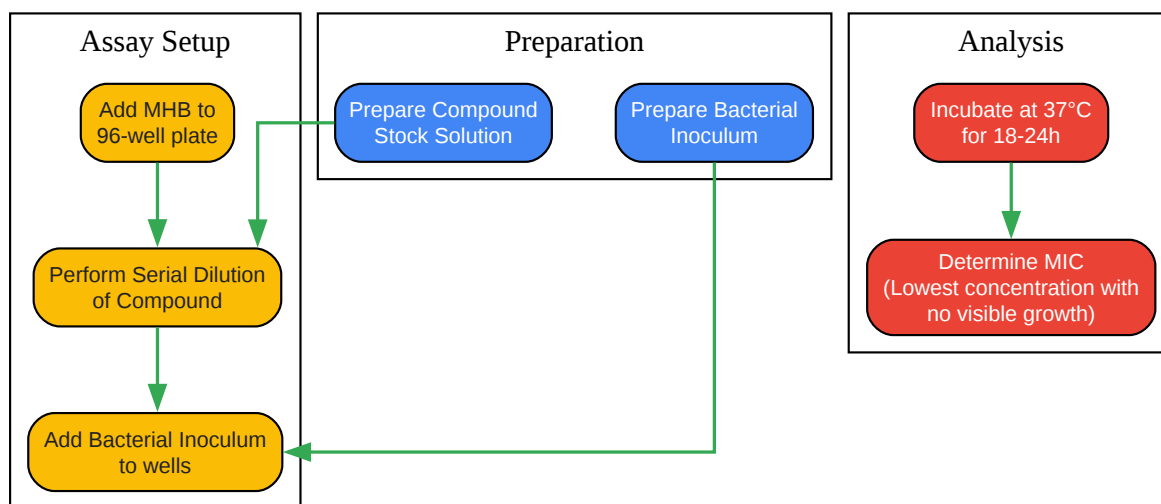 Assay Setup
Add MHB to
96-well plate
Perform Serial Dilution
of Compound
Add Bacterial Inoculum
to wells
Preparation
Prepare Compound
Stock Solution
Prepare Bacterial
Inoculum
Analysis
Incubate at 37°C
for 18-24h
Determine MIC
(Lowest concentration with
no visible growth)